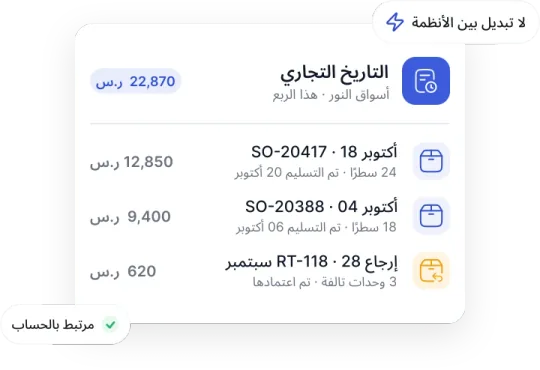 لا تبديل بين الأنظمة
التاريخ التجاري
22,870 ر.س
أسواق النور · هذا الربع
SO-20417 · 18 أكتوبر
12,850 ر.س
24 سطرًا · تم التسليم 20 أكتوبر
SO-20388 · 04 أكتوبر
9,400 ر.س
18 سطرًا · تم التسليم 06 أكتوبر
إرجاع RT-118 · 28 سبتمبر
620 ر.س
3 وحدات تالفة · تم اعتمادها
مرتبط بالحساب